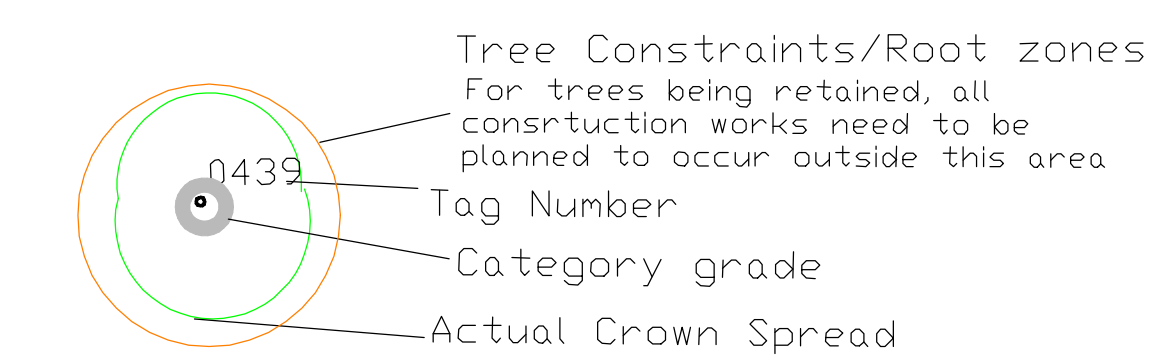 Tree Constraints/Root zones
For trees being retained, all
consrtuction works need to be
planned to occur outside this area
0439
Tag Number
Category grade
Actual Crown Spread